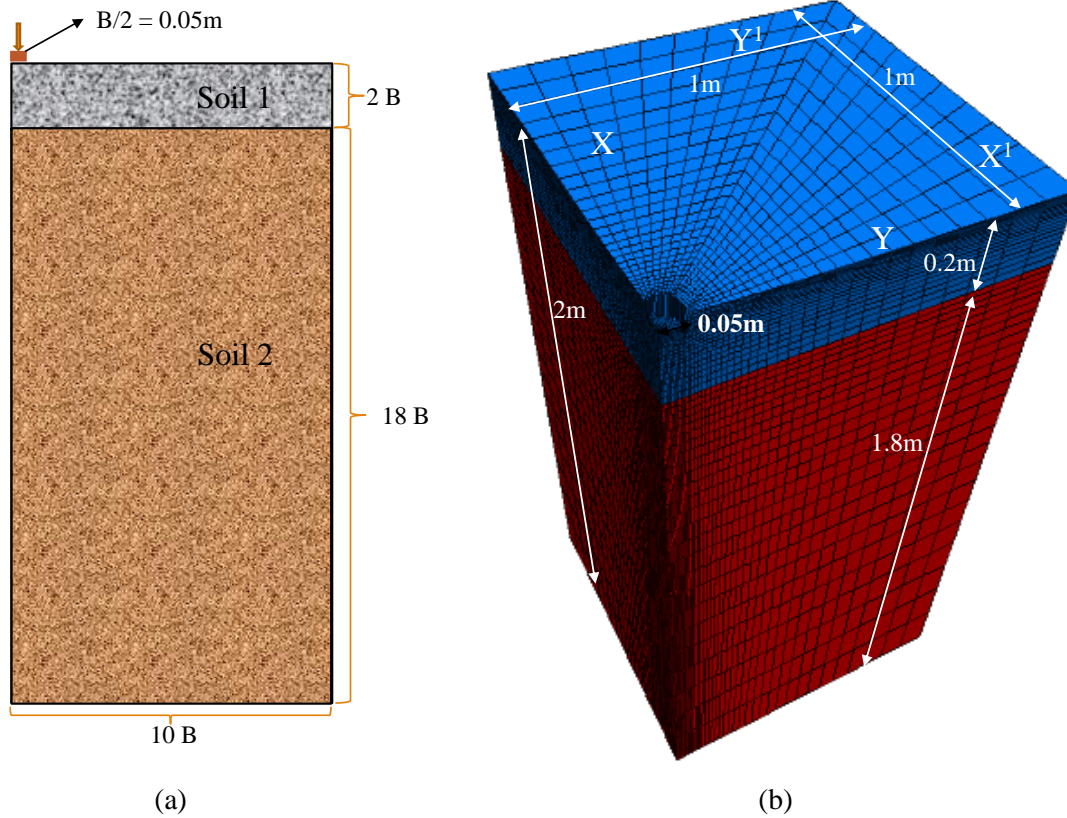 B/2 = 0.05m
Soil 1
2 B
Soil 2
18 B
10 B
(a)
Y¹
1m
1m
X
X¹
Y
0.2m
2m
0.05m
1.8m
(b)